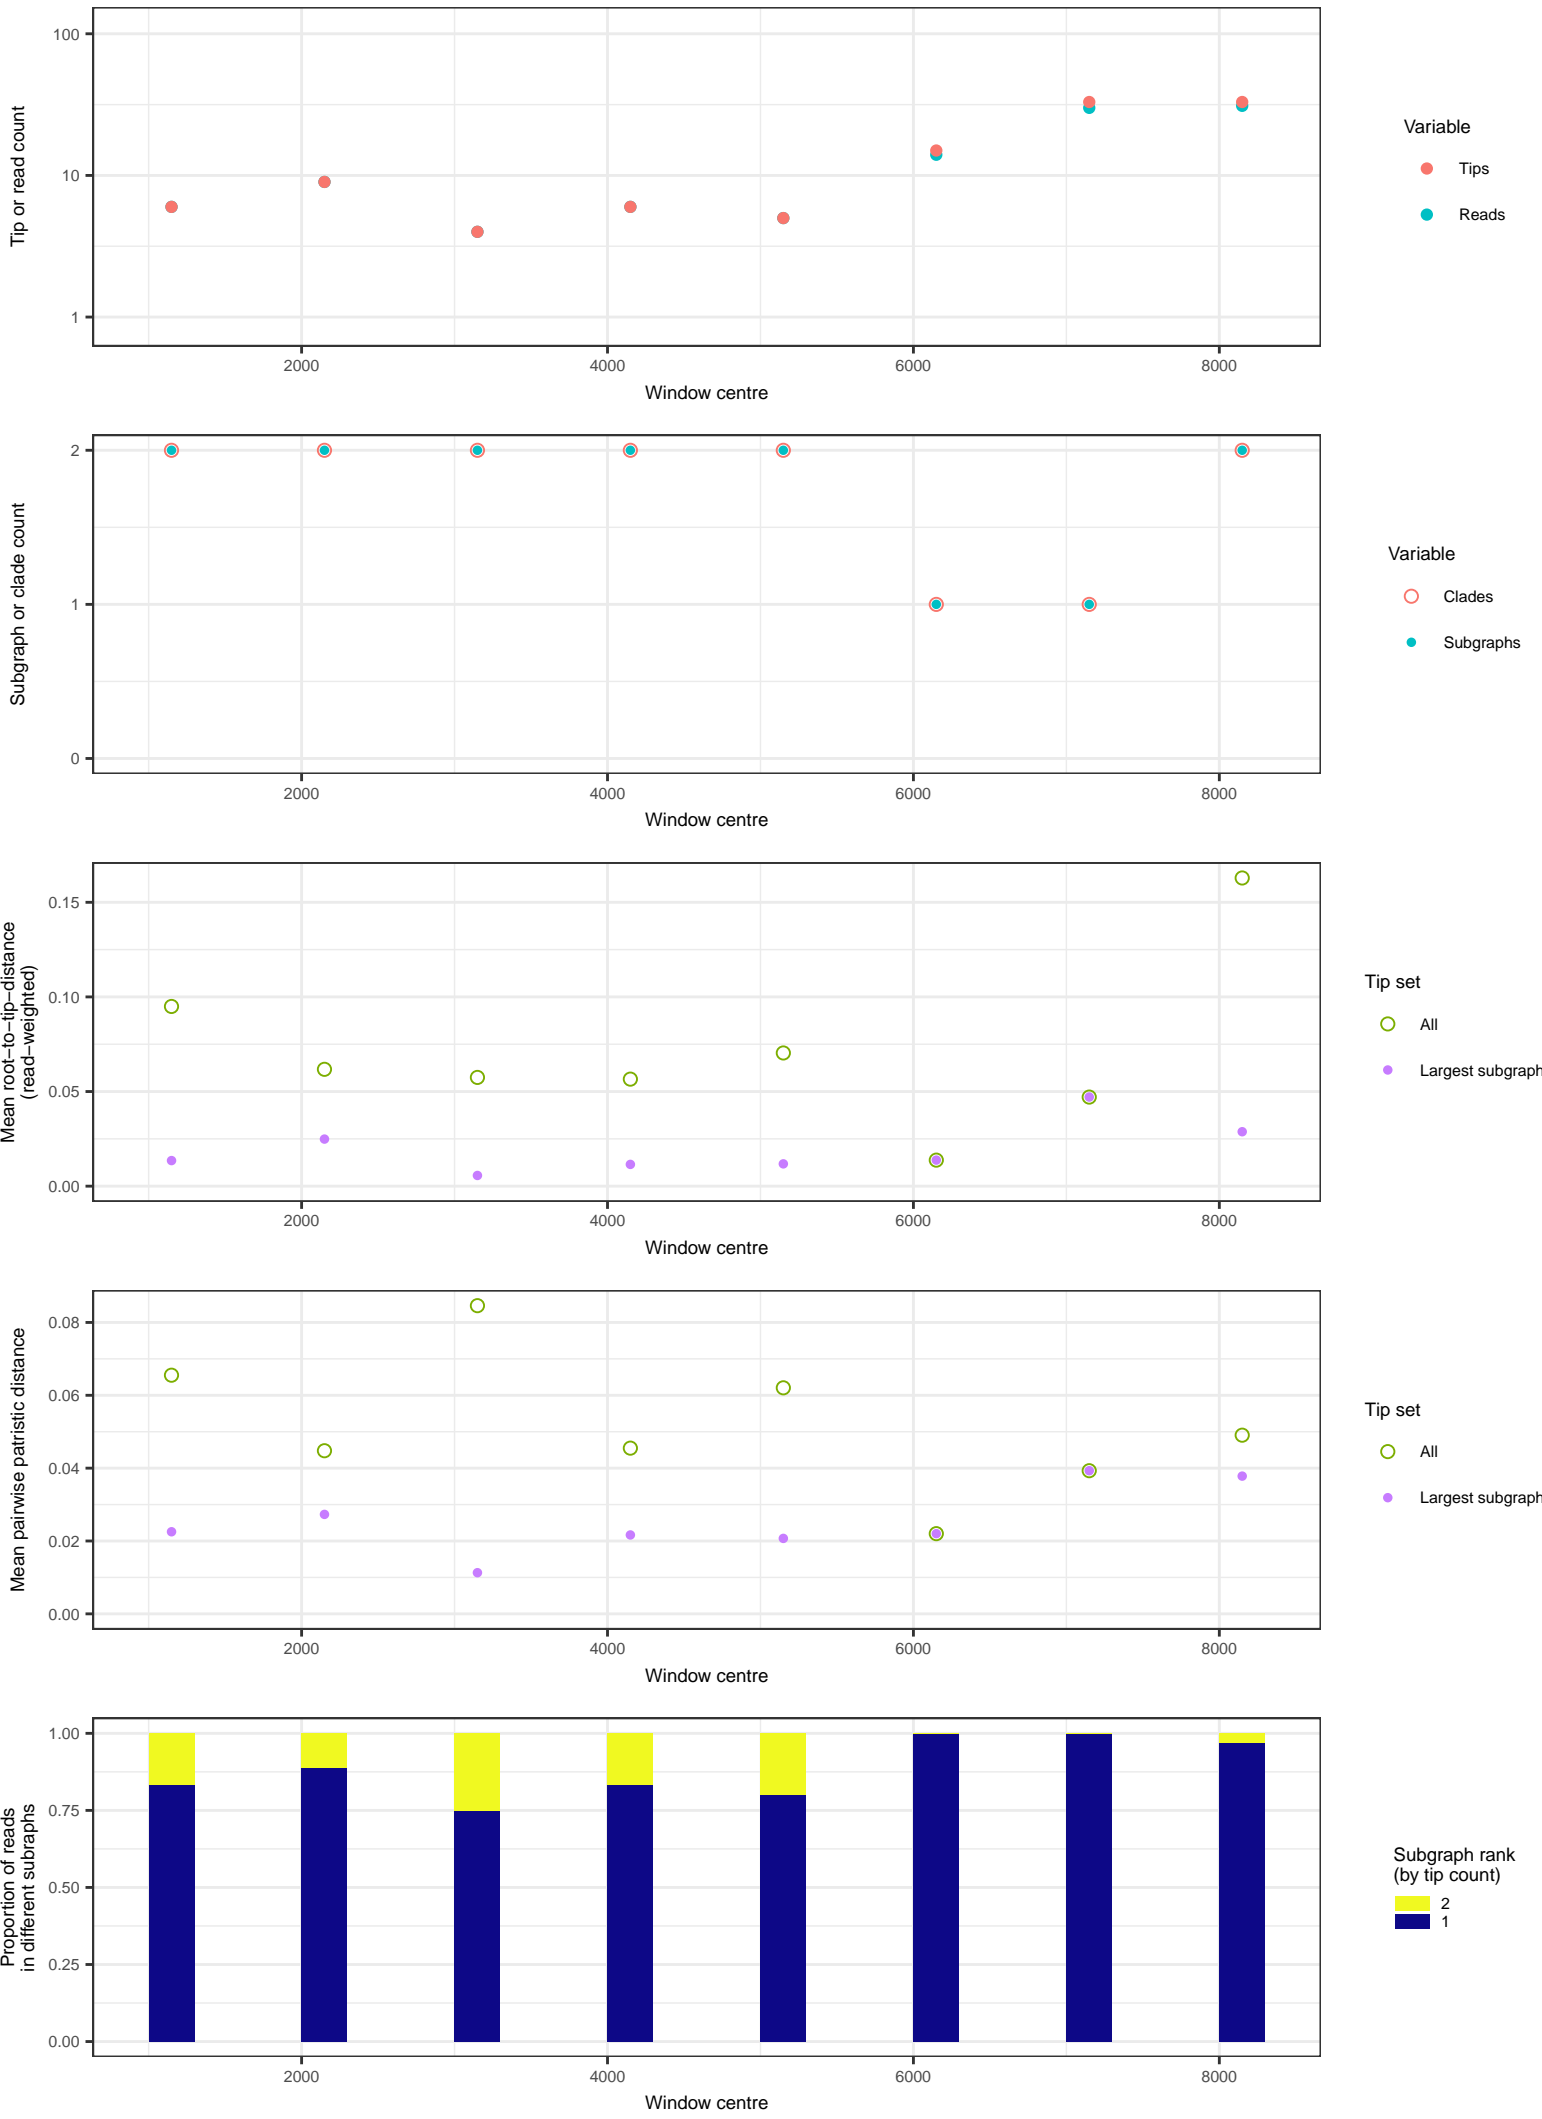 100
10
1
Tip or read count
2000
4000
6000
8000
Window centre
Variable
Tips
Reads
2
1
0
Subgraph or clade count
2000
4000
6000
8000
Window centre
Variable
Clades
Subgraphs
0.15
0.10
0.05
0.00
Mean root−to−tip−distance
(read−weighted)
2000
4000
6000
8000
Window centre
Tip set
All
Largest subgraph
0.08
0.06
0.04
0.02
0.00
Mean pairwise patristic distance
2000
4000
6000
8000
Window centre
Tip set
All
Largest subgraph
1.00
0.75
0.50
0.25
0.00
Proportion of reads
in different subraphs
2000
4000
6000
8000
Window centre
Subgraph rank
(by tip count)
2
1